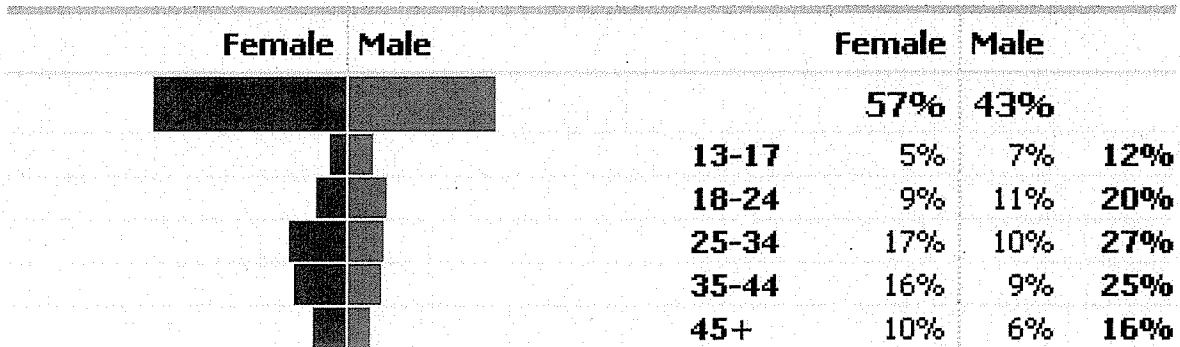 Female Male Female Male
57% 43%
13-17 5% 7% 12%
18-24 9% 11% 20%
25-34 17% 10% 27%
35-44 16% 9% 25%
45+ 10% 6% 16%